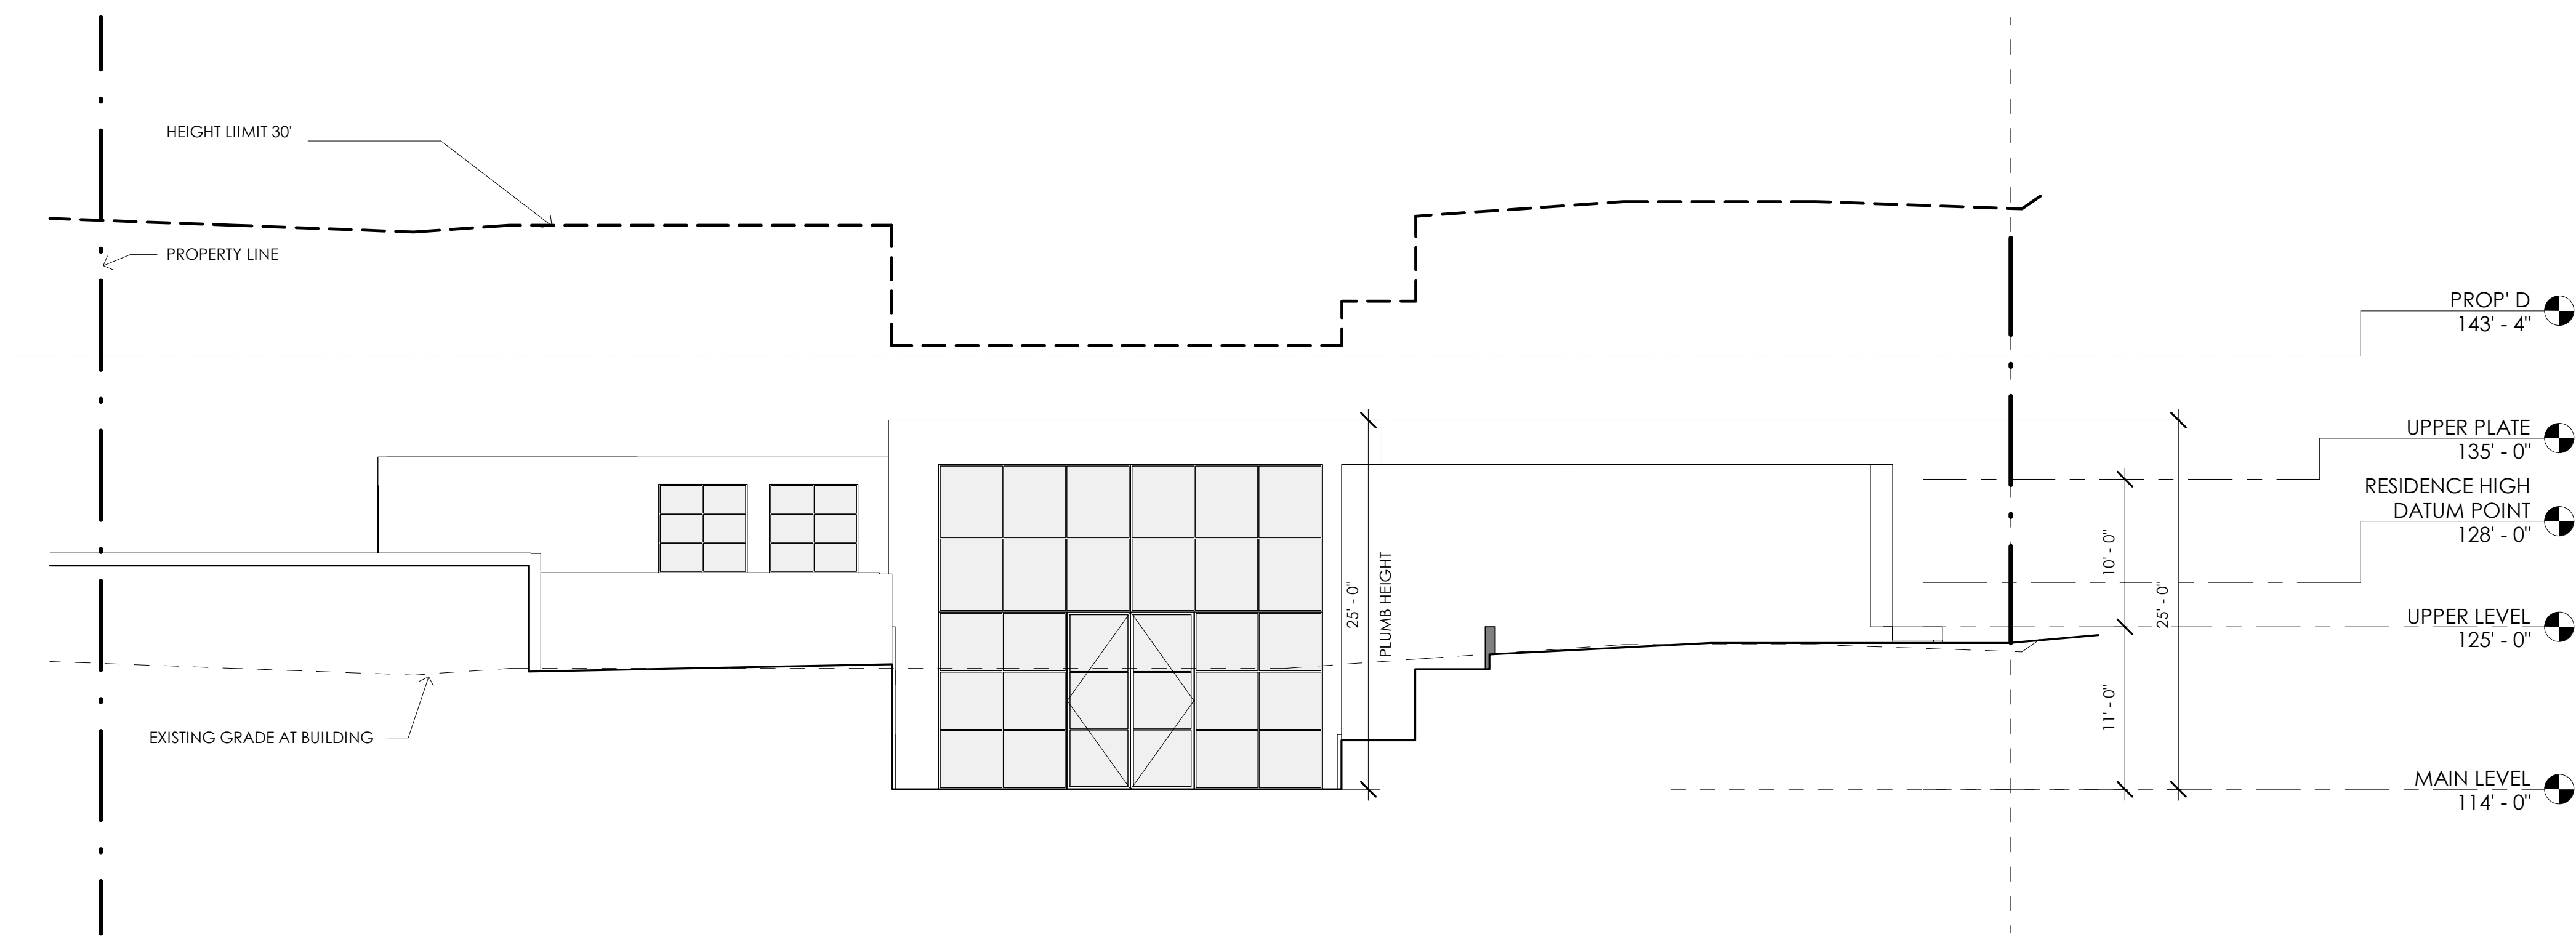 HEIGHT LIIMIT 30'
PROPERTY LINE
PROP' D
143' - 4"
UPPER PLATE
135' - 0"
RESIDENCE HIGH
DATUM POINT
128' - 0"
10' - 0"
25' - 0"
PLUMB HEIGHT
25' - 0"
UPPER LEVEL
125' - 0"
11' - 0"
EXISTING GRADE AT BUILDING
MAIN LEVEL
114' - 0"